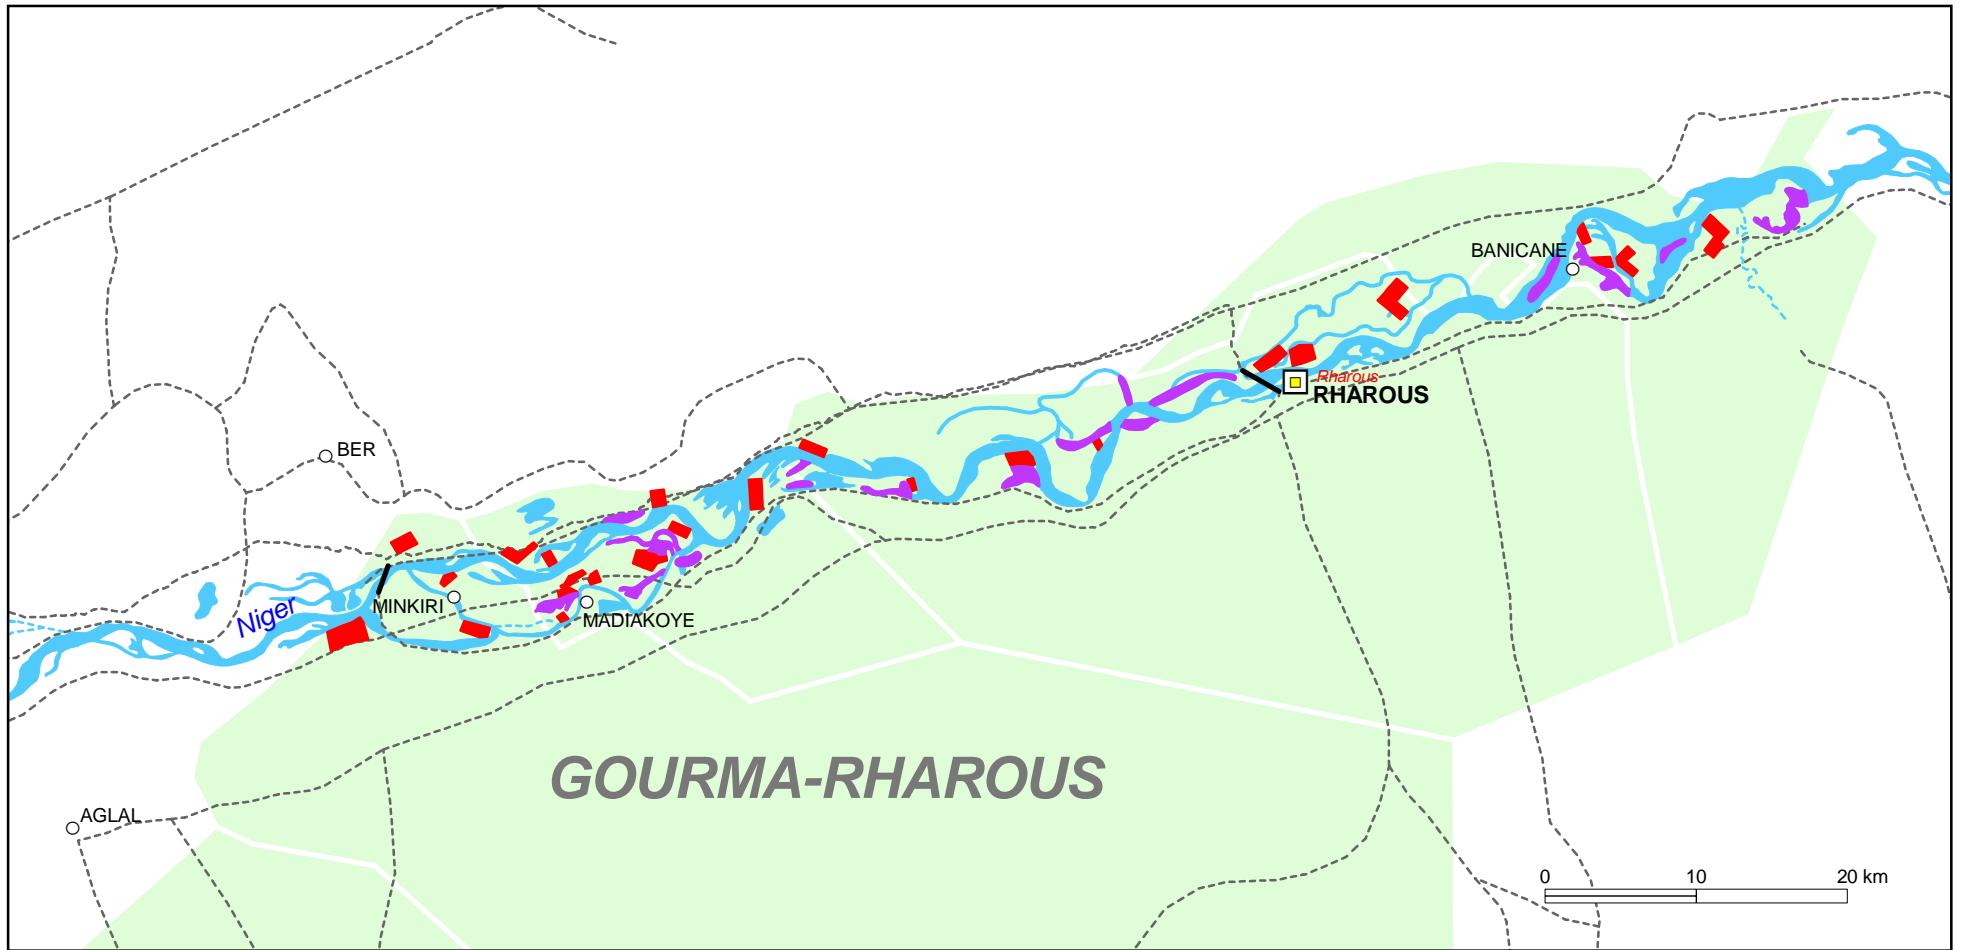 BANICANE
Rharous
RHAROUS
BER
Niger
MINKIRI
MADIAKOYE
GOURMA-RHAROUS
AGLAL
0 10 20 km